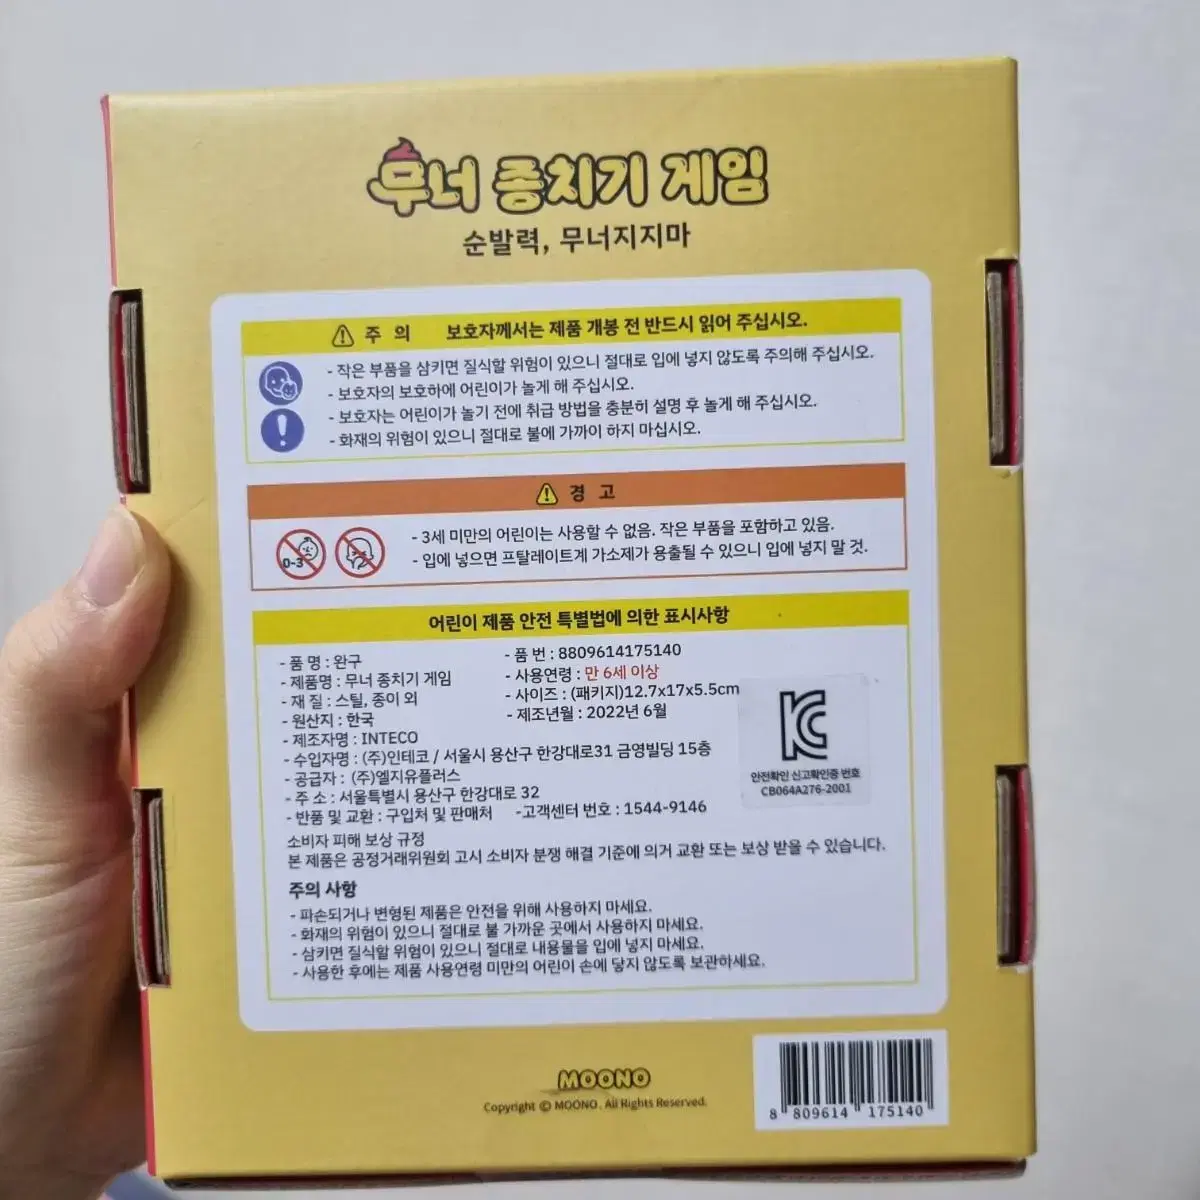 무너 종치기 게임
순발력, 무너지지마
주 의 보호자께서는 제품 개봉 전 반드시 읽어 주십시오.
- 작은 부품을 삼키면 질식할 위험이 있으니 절대로 입에 넣지 않도록 주의해 주십시오.
- 보호자의 보호하에 어린이가 놀게 해 주십시오.
- 보호자는 어린이가 놀기 전에 취급 방법을 충분히 설명 후 놀게 해 주십시오.
- 화재의 위험이 있으니 절대로 불에 가까이 하지 마십시오.
경 고
0-3
- 3세 미만의 어린이는 사용할 수 없음. 작은 부품을 포함하고 있음.
- 입에 넣으면 프탈레이트계 가소제가 용출될 수 있으니 입에 넣지 말 것.
어린이 제품 안전 특별법에 의한 표시사항
- 품 명 : 완구
- 제품명 : 무너 종치기 게임
- 재 질 : 스틸, 종이 외
- 원산지 : 한국
- 제조자명 : INTECO
- 품 번 : 8809614175140
- 사용연령 : 만 6세 이상
- 사이즈 : (패키지)12.7x17x5.5cm
- 제조년월 : 2022년 6월
- 수입자명 : (주)인테코 / 서울시 용산구 한강대로31 금영빌딩 15층
- 공급자 : (주)엘지유플러스
- 주 소 : 서울특별시 용산구 한강대로 32
- 반품 및 교환 : 구입처 및 판매처 -고객센터 번호 : 1544-9146
안전확인 신고확인증 번호
CB064A276-2001
소비자 피해 보상 규정
본 제품은 공정거래위원회 고시 소비자 분쟁 해결 기준에 의거 교환 또는 보상 받을 수 있습니다.
주의 사항
- 파손되거나 변형된 제품은 안전을 위해 사용하지 마세요.
- 화재의 위험이 있으니 절대로 불 가까운 곳에서 사용하지 마세요.
- 삼키면 질식할 위험이 있으니 절대로 내용물을 입에 넣지 마세요.
- 사용한 후에는 제품 사용연령 미만의 어린이 손에 닿지 않도록 보관하세요.
MOONO
Copyright © MOONO. All Rights Reserved.
8 809614 175140